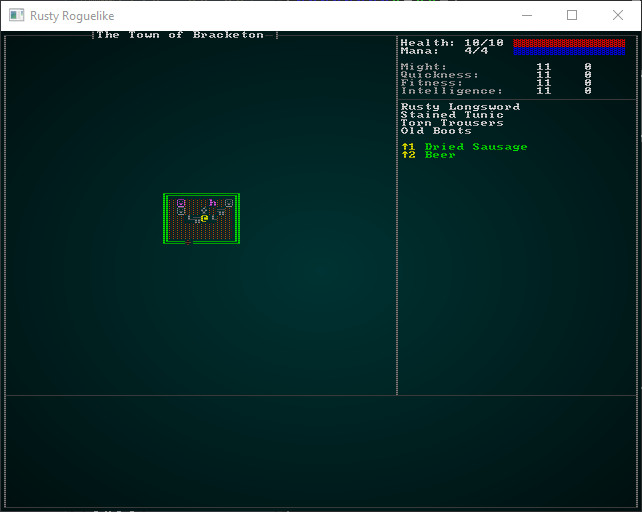 Rusty Roguelike
The Town of Bracketon
Health: 10/10
Mana: 4/4
Might: 11 0
Quickness: 11 0
Fitness: 11 0
Intelligence: 11 0
Rusty Longsword
Stained Tunic
Torn Trousers
Old Boots
↑1 Dried Sausage
↑2 Beer
h